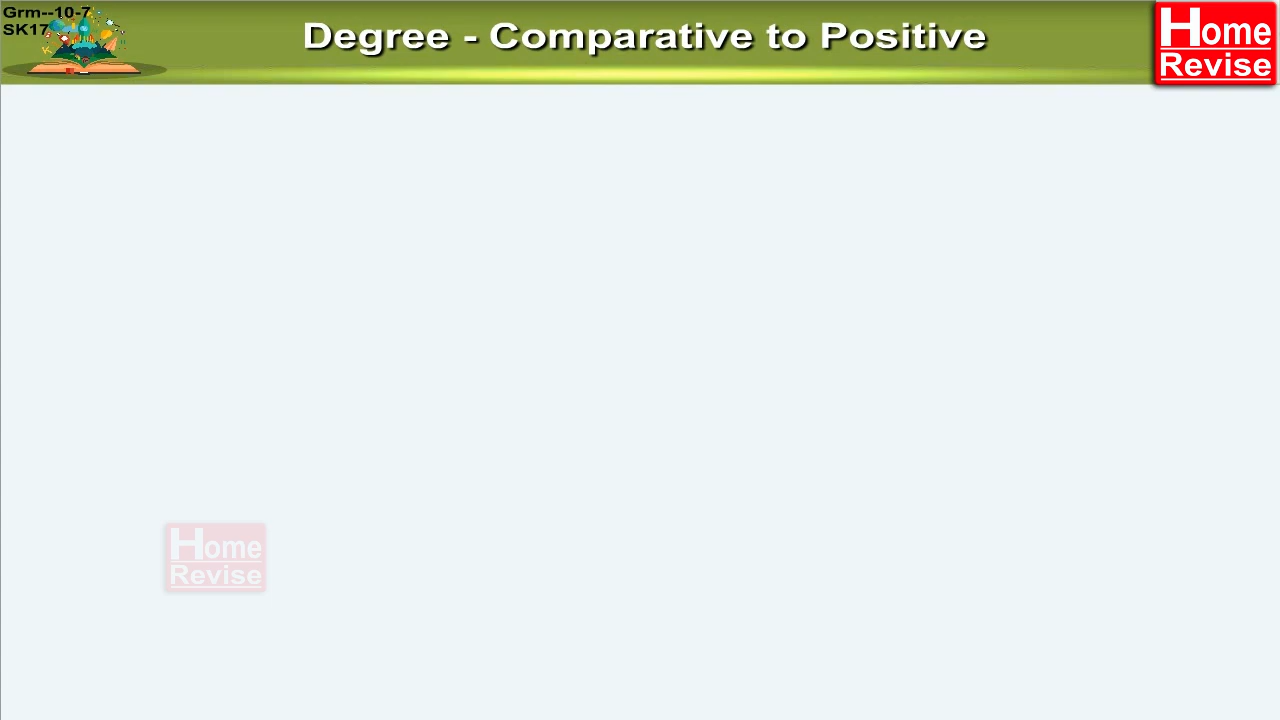 Grm--10-7
SK17
Degree - Comparative to Positive
Home
Revise
Home
Revise